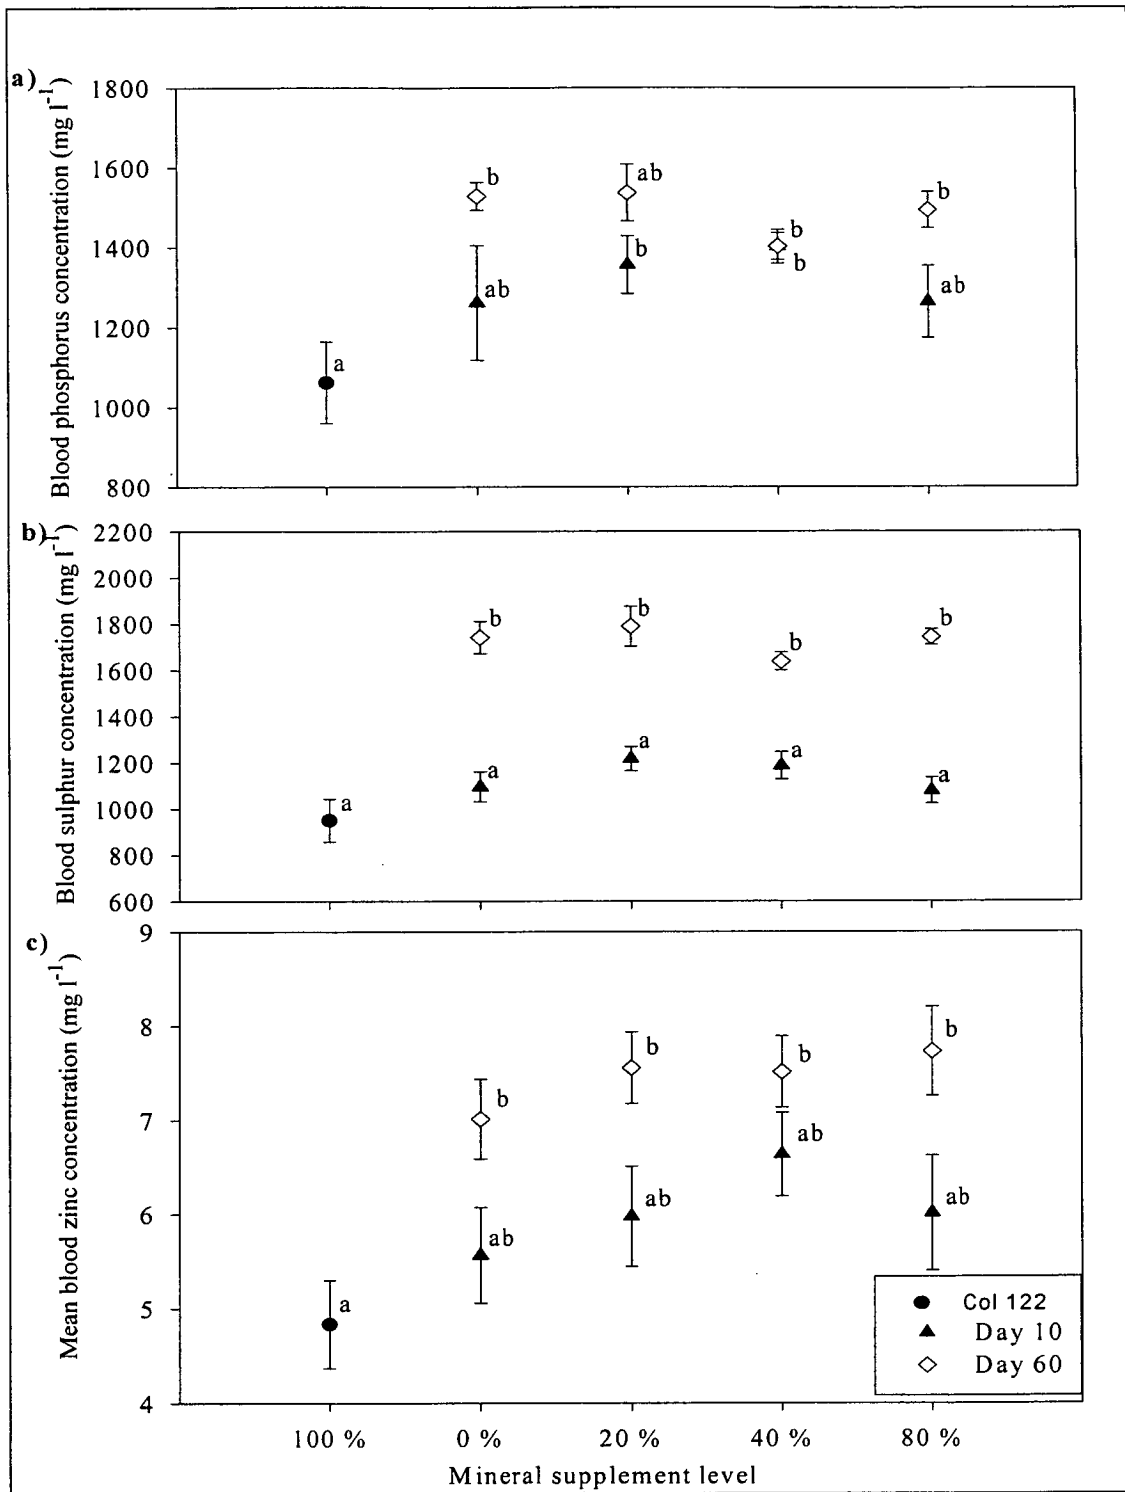 a)
Blood phosphorus concentration (mg l⁻¹)
1800
1600
1400
1200
1000
800
a
b
ab
ab
b
b
b
b
ab
b)
Blood sulphur concentration (mg l⁻¹)
2200
2000
1800
1600
1400
1200
1000
800
600
a
b
a
b
a
b
a
b
a
c)
Mean blood zinc concentration (mg l⁻¹)
9
8
7
6
5
4
a
b
ab
b
ab
b
ab
b
ab
Col 122
Day 10
Day 60
100 % 0 % 20 % 40 % 80 %
Mineral supplement level